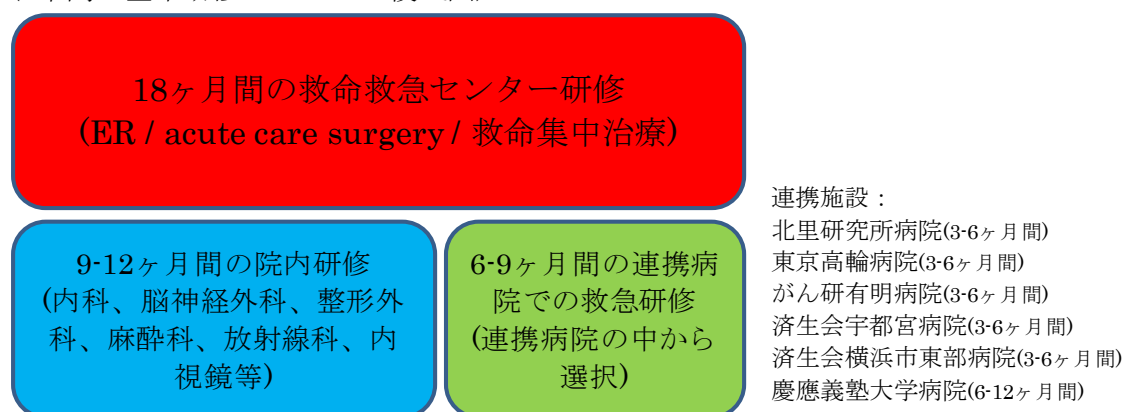 18ヶ月間の救命救急センター研修
(ER / acute care surgery / 救命集中治療)
9-12ヶ月間の院内研修
(内科、脳神経外科、整形外
科、麻酔科、放射線科、内
視鏡等)
6-9ヶ月間の連携病
院での救急研修
(連携病院の中から
選択)
連携施設：
北里研究所病院(3-6ヶ月間)
東京高輪病院(3-6ヶ月間)
がん研有明病院(3-6ヶ月間)
済生会宇都宮病院(3-6ヶ月間)
済生会横浜市東部病院(3-6ヶ月間)
慶應義塾大学病院(6-12ヶ月間)